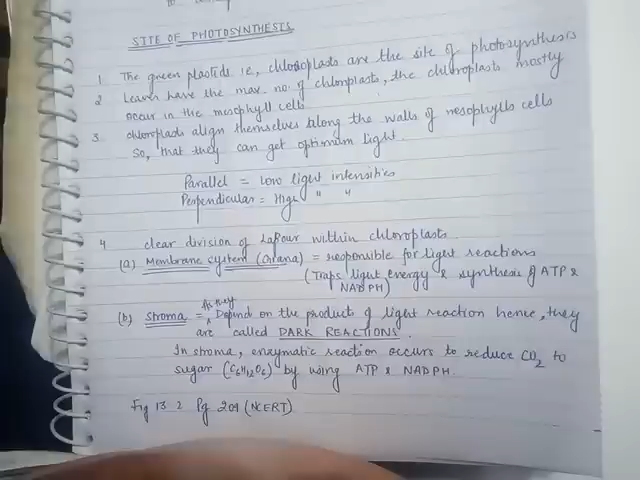 to
SITE OF PHOTOSYNTHESIS
1 The green plastids i.e, chloroplasts are the site of photosynthesis
2 Leaves have the max. no. of chloroplasts, the chloroplasts mostly
occur in the mesophyll cells
3. chloroplasts align themselves along the walls of mesophylls cells
So, that they can get optimum light.
Parallel = Low light intensities
Perpendicular = High " "
4 clear division of Labour within chloroplasts
(a) Membrane system (Grana) = responsible for light reactions
(Traps light energy & synthesis of ATP &
NADPH)
(b) Stroma = As they Depend on the product of light reaction hence, they
are called DARK REACTIONS.
In stroma, enzymatic reaction occurs to reduce CO2 to
sugar (C6H12O6) by using ATP & NADPH.
Fig 13.2 Pg 209 (NCERT)